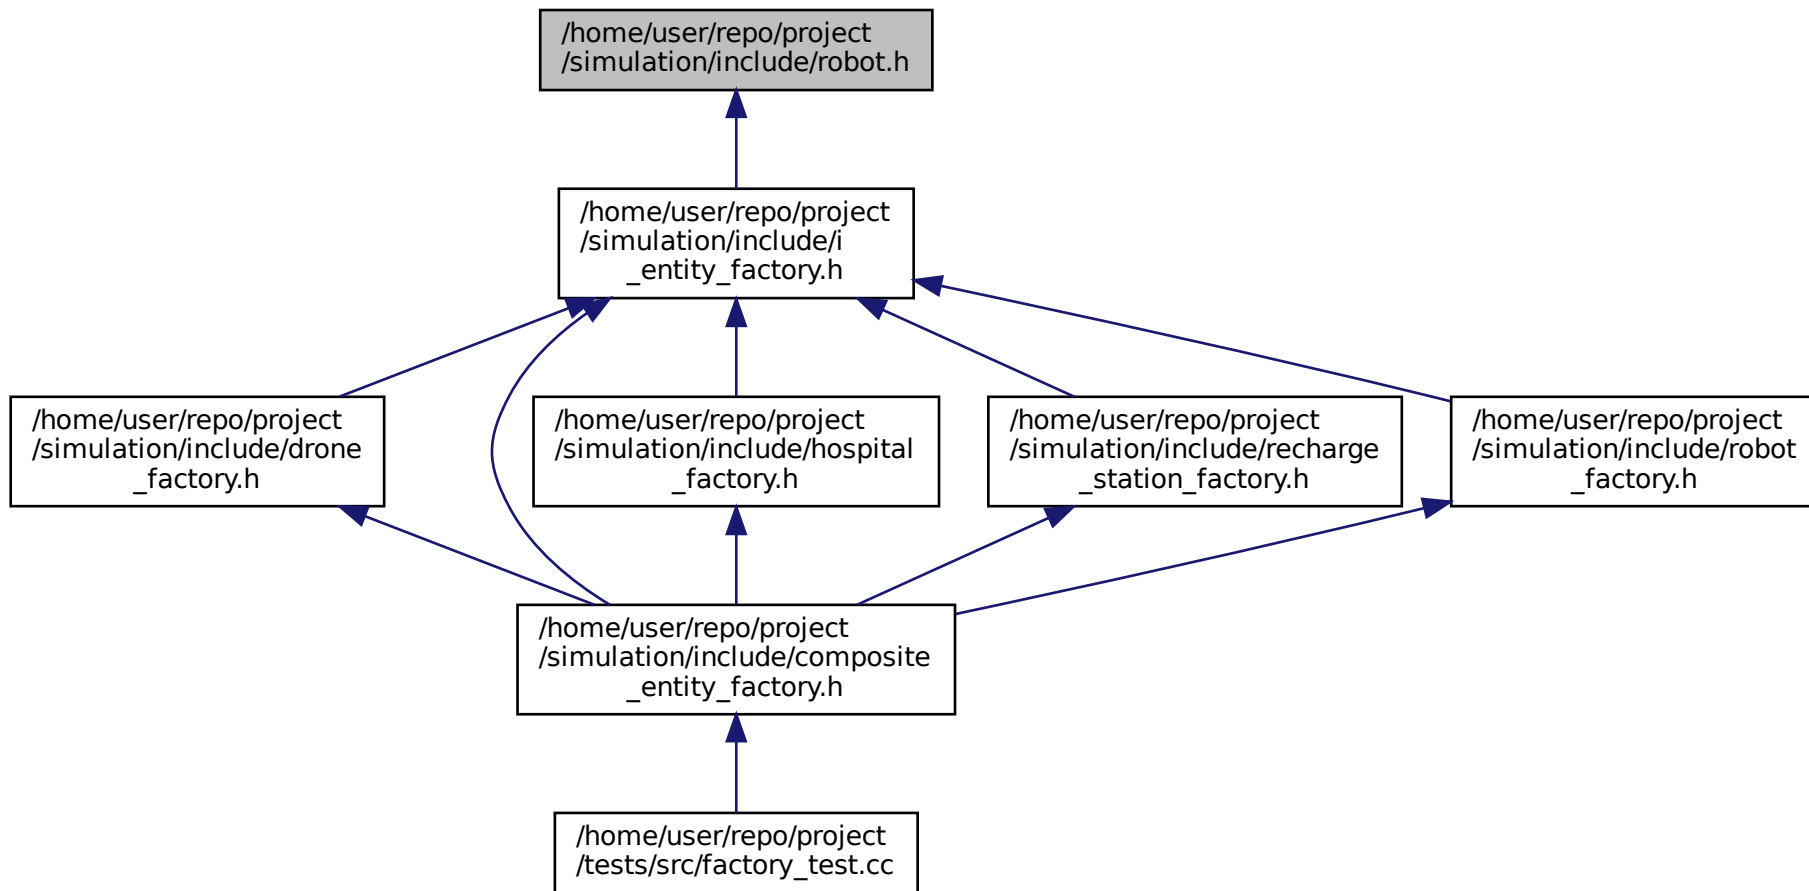 /home/user/repo/project
/simulation/include/robot.h
/home/user/repo/project
/simulation/include/i
_entity_factory.h
/home/user/repo/project
/simulation/include/drone
_factory.h
/home/user/repo/project
/simulation/include/hospital
_factory.h
/home/user/repo/project
/simulation/include/recharge
_station_factory.h
/home/user/repo/project
/simulation/include/robot
_factory.h
/home/user/repo/project
/simulation/include/composite
_entity_factory.h
/home/user/repo/project
/tests/src/factory_test.cc